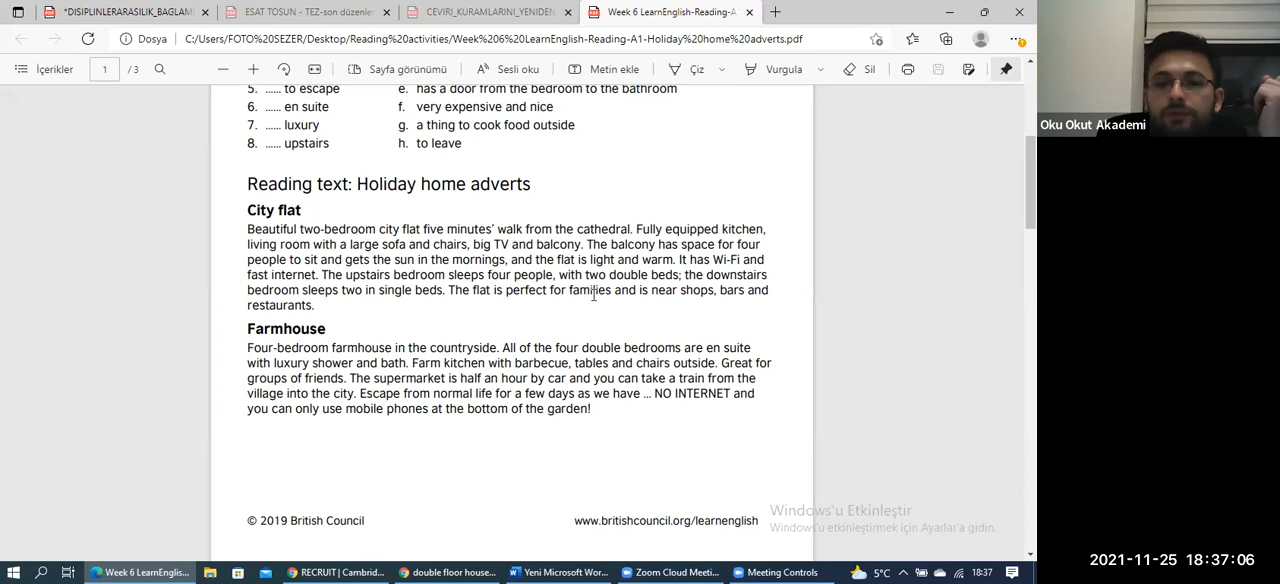 *DISIPLINLERARASILIK_BAGLAMI
ESAT TOSUN - TEZ-son düzenler
CEVIRI_KURAMLARINI_YENIDEN
Week 6 LearnEnglish-Reading-A
Dosya
C:/Users/FOTO%20SEZER/Desktop/Reading%20activities/Week%206%20LearnEnglish-Reading-A1-Holiday%20home%20adverts.pdf
İçerikler
1 / 3
Sayfa görünümü
Sesli oku
Metin ekle
Çiz
Vurgula
Sil
5. ...... to escape e. has a door from the bedroom to the bathroom
6. ...... en suite f. very expensive and nice
7. ...... luxury g. a thing to cook food outside
8. ...... upstairs h. to leave
Reading text: Holiday home adverts
City flat
Beautiful two-bedroom city flat five minutes' walk from the cathedral. Fully equipped kitchen,
living room with a large sofa and chairs, big TV and balcony. The balcony has space for four
people to sit and gets the sun in the mornings, and the flat is light and warm. It has Wi-Fi and
fast internet. The upstairs bedroom sleeps four people, with two double beds; the downstairs
bedroom sleeps two in single beds. The flat is perfect for families and is near shops, bars and
restaurants.
Farmhouse
Four-bedroom farmhouse in the countryside. All of the four double bedrooms are en suite
with luxury shower and bath. Farm kitchen with barbecue, tables and chairs outside. Great for
groups of friends. The supermarket is half an hour by car and you can take a train from the
village into the city. Escape from normal life for a few days as we have ... NO INTERNET and
you can only use mobile phones at the bottom of the garden!
© 2019 British Council
www.britishcouncil.org/learnenglish
Windows'u Etkinleştir
Windows'u etkinleştirmek için Ayarlar'a gidin.
Oku Okut Akademi
2021-11-25 18:37:06
Week 6 LearnEnglis...
RECRUIT | Cambrid...
double floor house...
Yeni Microsoft Wor...
Zoom Cloud Meeti...
Meeting Controls
5°C
18:37